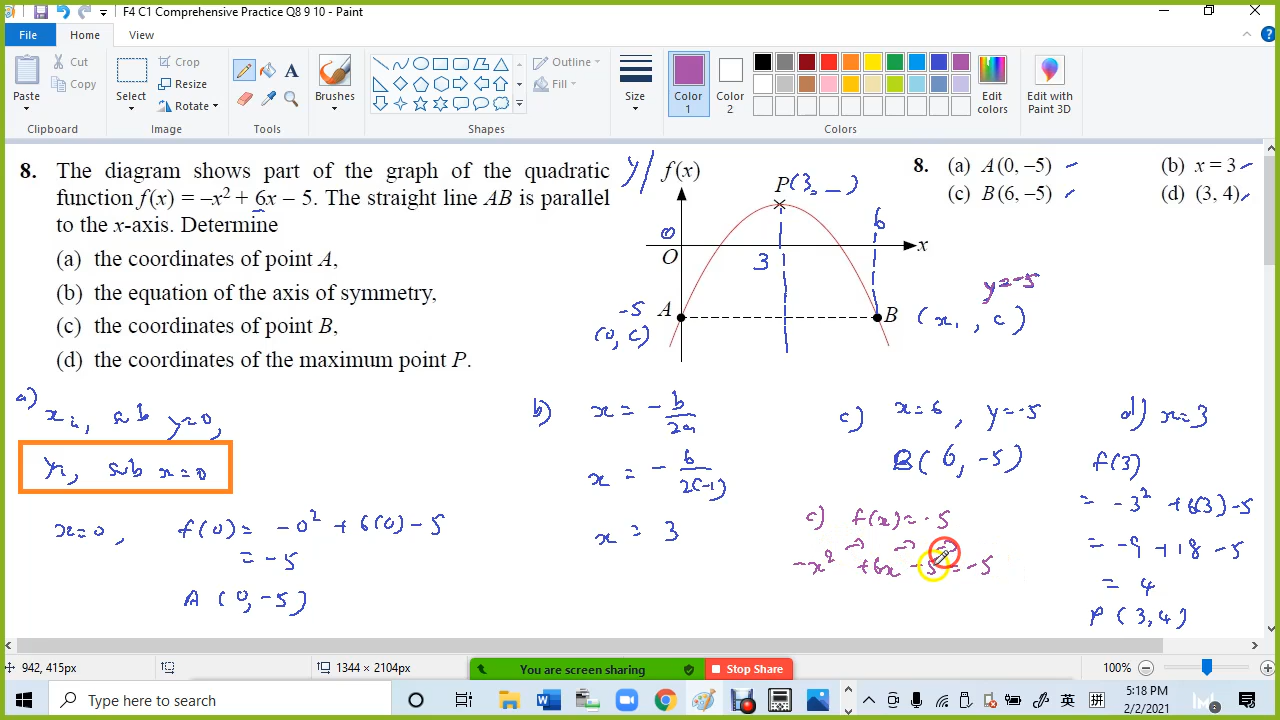 F4 C1 Comprehensive Practice Q8 9 10 - Paint
File Home View
Paste Cut Copy Clipboard
Select Crop Resize Rotate Image
Tools
Brushes
Shapes Outline Fill
Size
Color 1 Color 2 Edit colors Edit with Paint 3D Colors
8. The diagram shows part of the graph of the quadratic
function f(x) = –x² + 6x – 5. The straight line AB is parallel
to the x-axis. Determine
(a) the coordinates of point A,
(b) the equation of the axis of symmetry,
(c) the coordinates of point B,
(d) the coordinates of the maximum point P.
y/ f(x)
P(3, _)
0 6
O 3 x
y=-5
-5 A B (x₁, c)
(0, c)
8. (a) A(0, –5) (b) x = 3
(c) B(6, –5) (d) (3, 4)
a) xi, sub y=0,
yi, sub x=0
x=0, f(0) = -0² + 6(0) - 5
= -5
A (0, -5)
b) x = - b/2a
x = - b/2(-1)
x = 3
c) x=6, y=-5
B(6, -5)
c) f(x) = -5
-x² + 6x - 5 = -5
d) x=3
f(3)
= -3² + 6(3) - 5
= -9 + 18 - 5
= 4
P (3, 4)
942, 415px 1344 × 2104px 100%
You are screen sharing Stop Share
Type here to search
英 拼 5:18 PM
2/2/2021 2